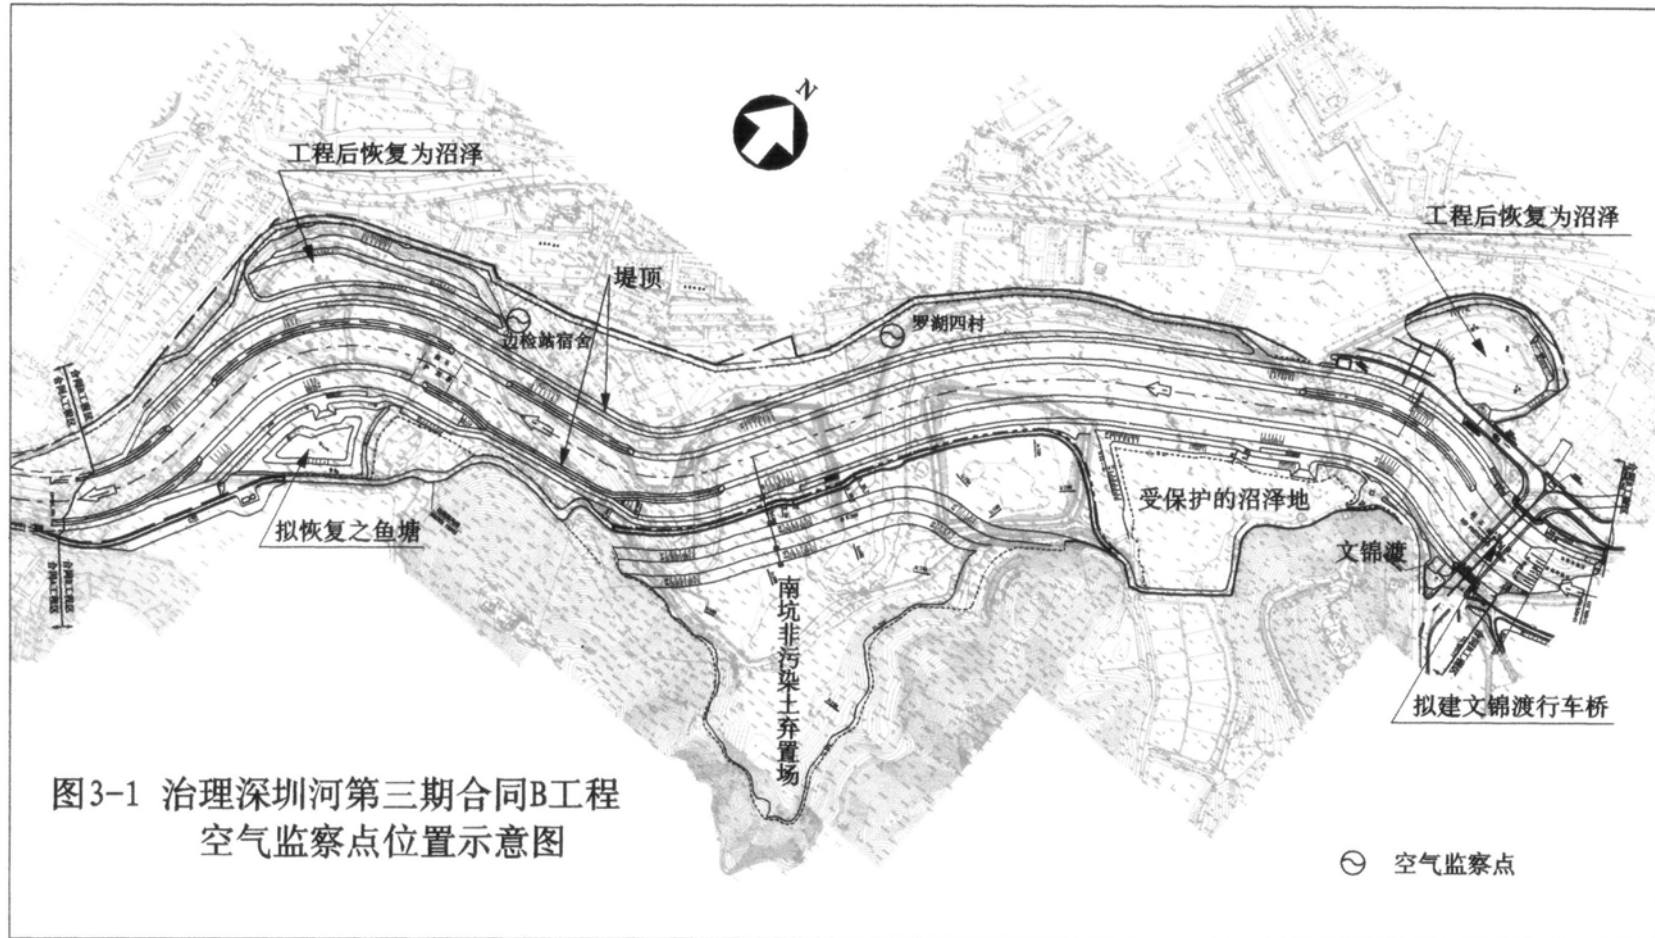 N
工程后恢复为沼泽
工程后恢复为沼泽
堤顶
边检站宿舍
罗湖四村
受保护的沼泽地
拟恢复之鱼塘
文锦渡
南坑非污染土弃置场
拟建文锦渡行车桥
图3-1 治理深圳河第三期合同B工程
空气监察点位置示意图
空气监察点